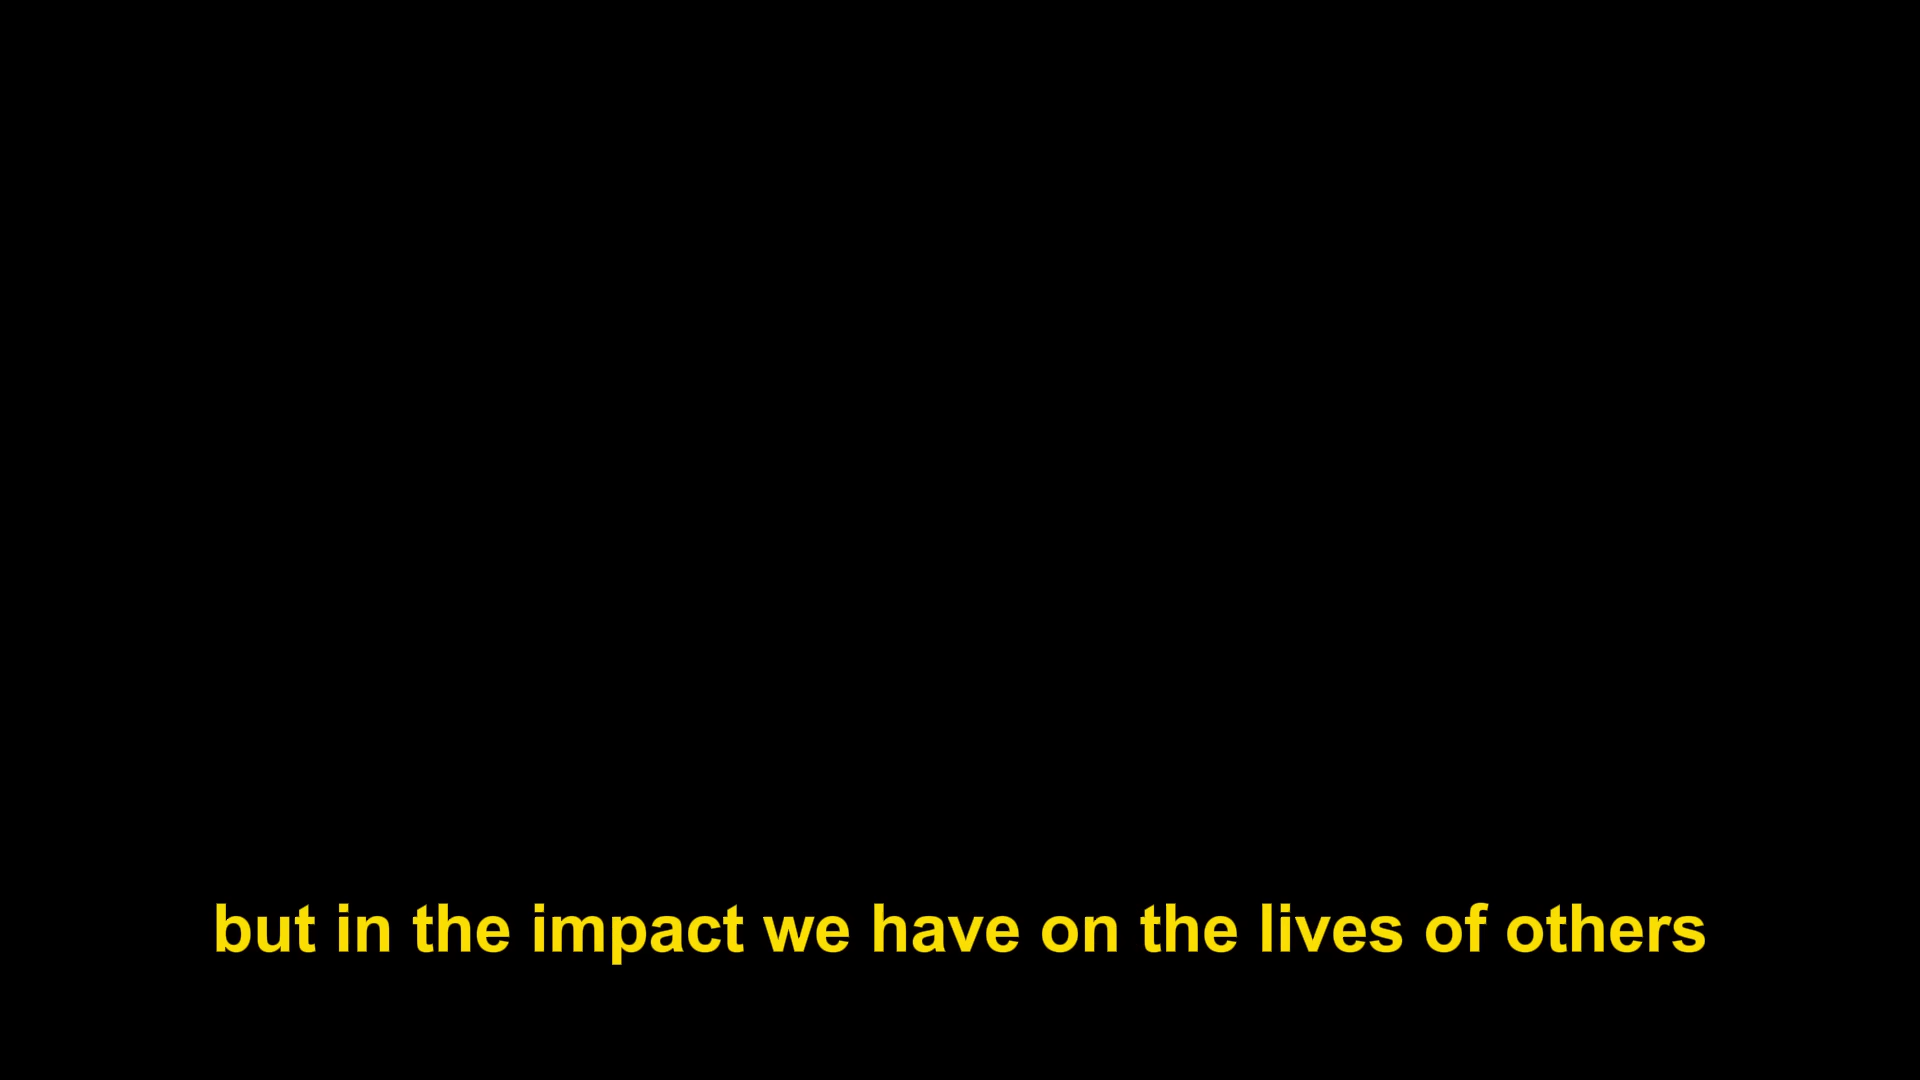 but in the impact we have on the lives of others